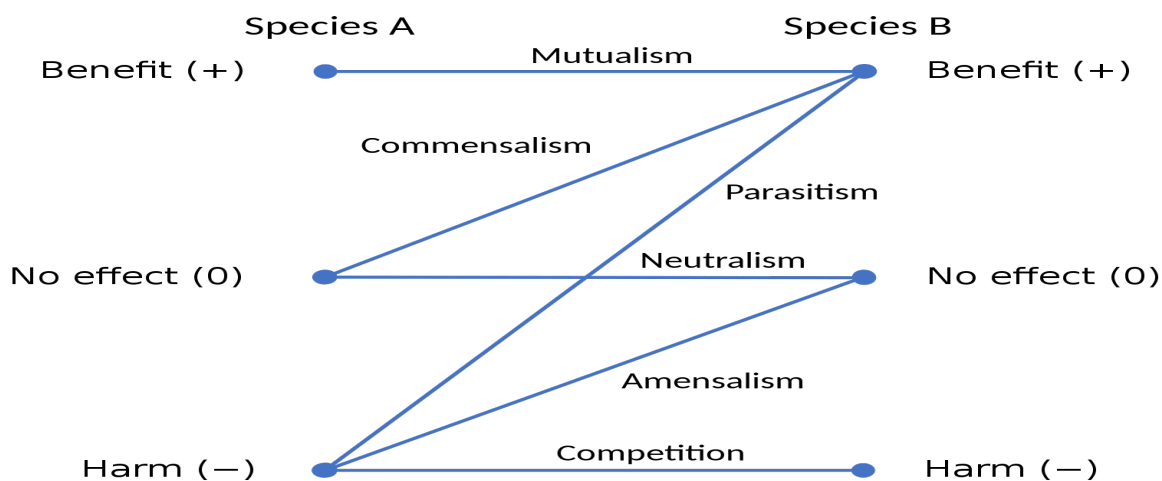 Species A
Species B
Benefit (+)
Mutualism
Benefit (+)
Commensalism
Parasitism
No effect (0)
Neutralism
No effect (0)
Amensalism
Harm (—)
Competition
Harm (—)